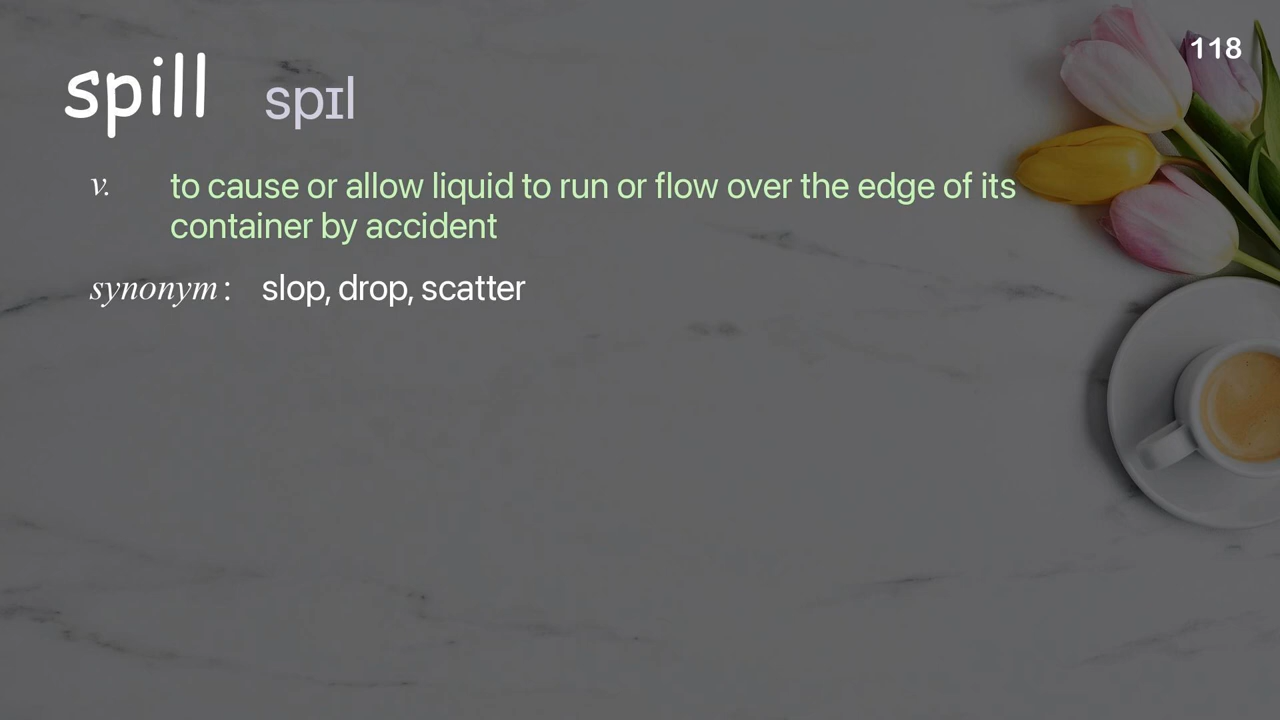 118
spill spɪl
v. to cause or allow liquid to run or flow over the edge of its
container by accident
synonym : slop, drop, scatter